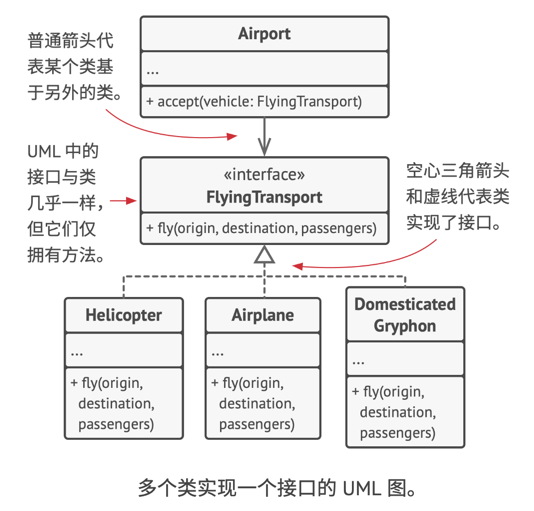 普通箭头代
表某个类基
于另外的类。
Airport
...
+ accept(vehicle: FlyingTransport)
UML 中的
接口与类
几乎一样，
但它们仅
拥有方法。
«interface»
FlyingTransport
+ fly(origin, destination, passengers)
空心三角箭头
和虚线代表类
实现了接口。
Helicopter
...
+ fly(origin,
destination,
passengers)
Airplane
...
+ fly(origin,
destination,
passengers)
Domesticated
Gryphon
...
+ fly(origin,
destination,
passengers)
多个类实现一个接口的 UML 图。